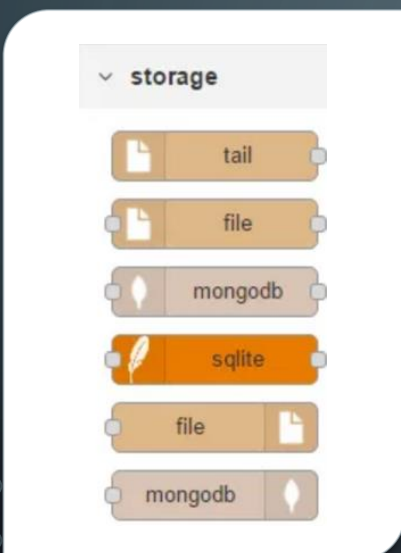 storage
tail
file
mongodb
sqlite
file
mongodb